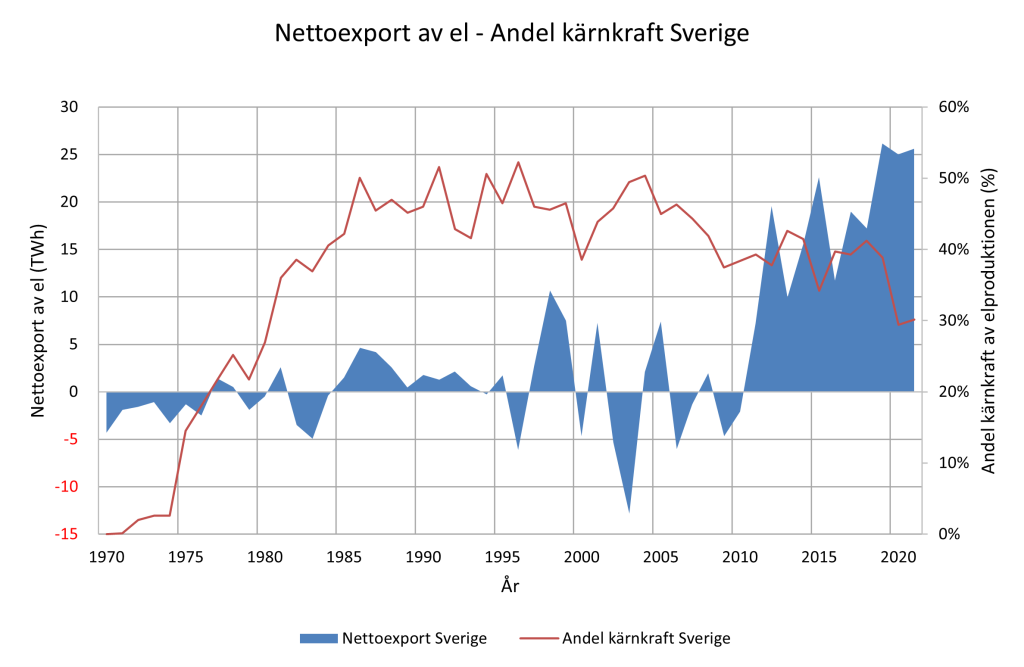 Nettoexport av el - Andel kärnkraft Sverige
30
25
20
15
10
5
0
-5
-10
-15
Nettoexport av el (TWh)
60%
50%
40%
30%
20%
10%
0%
Andel kärnkraft av elproduktionen (%)
1970 1975 1980 1985 1990 1995 2000 2005 2010 2015 2020
År
Nettoexport Sverige Andel kärnkraft Sverige